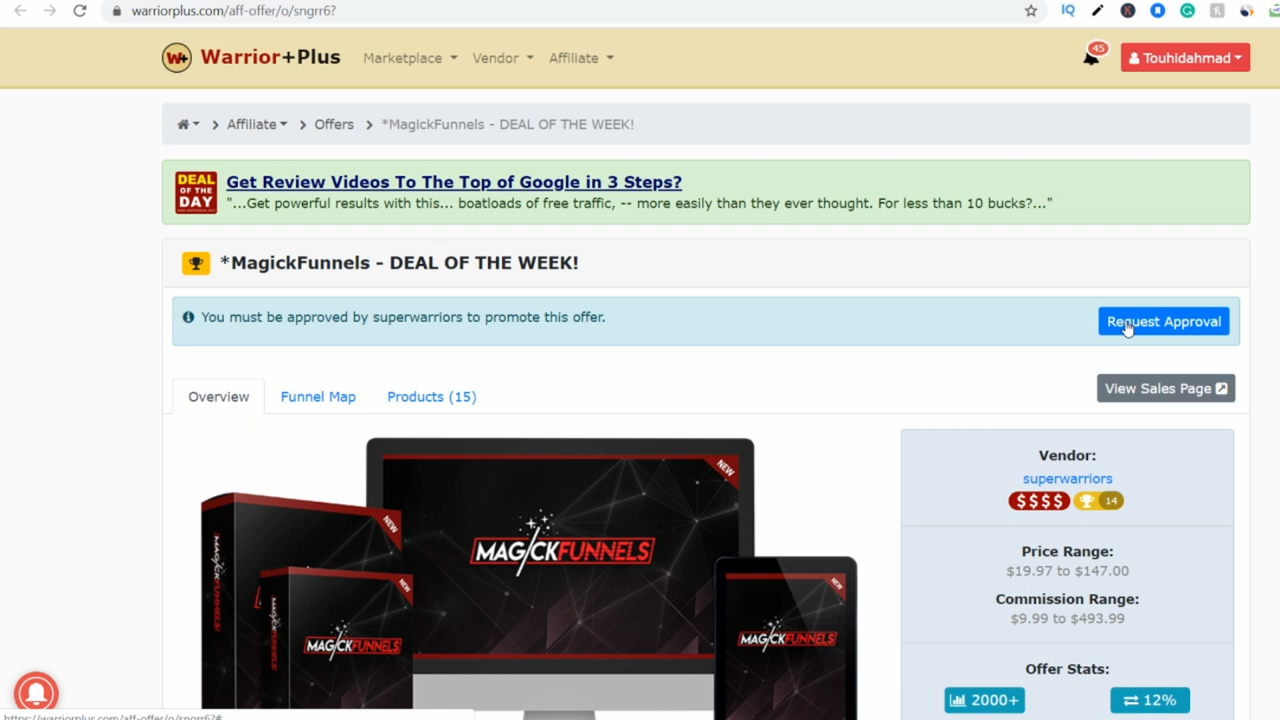 warriorplus.com/aff-offer/o/sngrr6?
IQ
K
W+ Warrior+Plus Marketplace Vendor Affiliate 45 Touhidahmad
Affiliate > Offers > *MagickFunnels - DEAL OF THE WEEK!
DEAL OF THE DAY
Get Review Videos To The Top of Google in 3 Steps?
"...Get powerful results with this... boatloads of free traffic, -- more easily than they ever thought. For less than 10 bucks?..."
*MagickFunnels - DEAL OF THE WEEK!
You must be approved by superwarriors to promote this offer. Request Approval
Overview Funnel Map Products (15) View Sales Page
NEW
MAGICKFUNNELS
NEW
MAGICKFUNNELS
NEW
MAGICKFUNNELS
NEW
MAGICKFUNNELS
Vendor:
superwarriors
$$$$ 14
Price Range:
$19.97 to $147.00
Commission Range:
$9.99 to $493.99
Offer Stats:
2000+ 12%
https://warriorplus.com/aff-offer/o/sngrr6?#